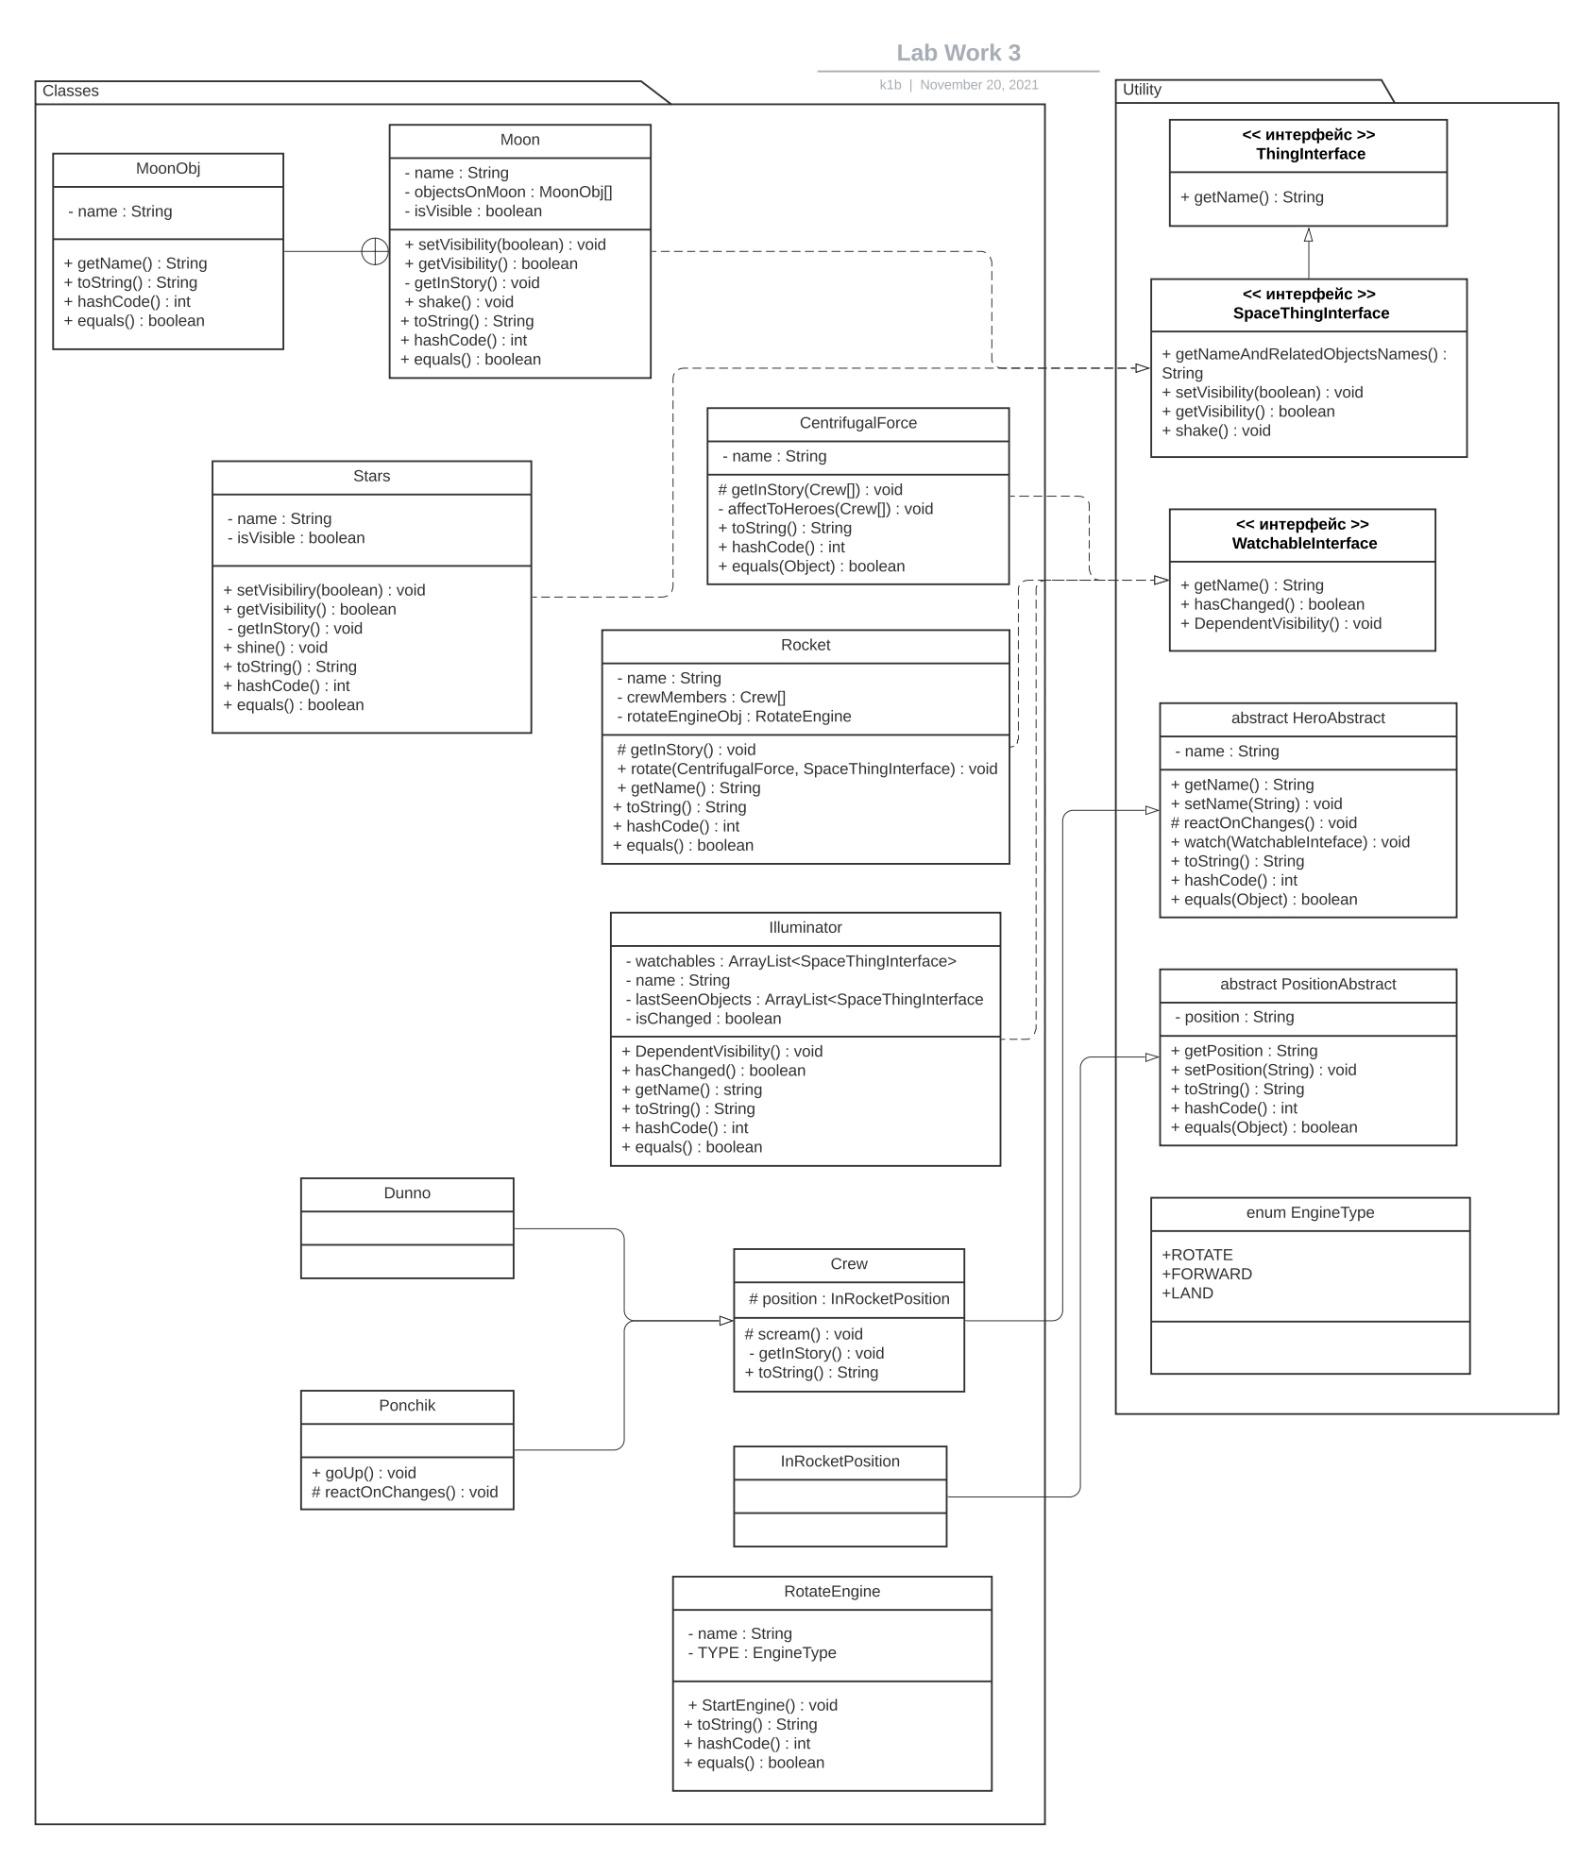 Lab Work 3
k1b | November 20, 2021
Classes
MoonObj
- name : String
+ getName() : String
+ toString() : String
+ hashCode() : int
+ equals() : boolean
Moon
- name : String
- objectsOnMoon : MoonObj[]
- isVisible : boolean
+ setVisibility(boolean) : void
+ getVisibility() : boolean
- getInStory() : void
+ shake() : void
+ toString() : String
+ hashCode() : int
+ equals() : boolean
Stars
- name : String
- isVisible : boolean
+ setVisibiliry(boolean) : void
+ getVisibility() : boolean
- getInStory() : void
+ shine() : void
+ toString() : String
+ hashCode() : int
+ equals() : boolean
CentrifugalForce
- name : String
# getInStory(Crew[]) : void
- affectToHeroes(Crew[]) : void
+ toString() : String
+ hashCode() : int
+ equals(Object) : boolean
Rocket
- name : String
- crewMembers : Crew[]
- rotateEngineObj : RotateEngine
# getInStory() : void
+ rotate(CentrifugalForce, SpaceThingInterface) : void
+ getName() : String
+ toString() : String
+ hashCode() : int
+ equals() : boolean
Illuminator
- watchables : ArrayList<SpaceThingInterface>
- name : String
- lastSeenObjects : ArrayList<SpaceThingInterface
- isChanged : boolean
+ DependentVisibility() : void
+ hasChanged() : boolean
+ getName() : string
+ toString() : String
+ hashCode() : int
+ equals() : boolean
Dunno
Ponchik
+ goUp() : void
# reactOnChanges() : void
Crew
# position : InRocketPosition
# scream() : void
- getInStory() : void
+ toString() : String
InRocketPosition
RotateEngine
- name : String
- TYPE : EngineType
+ StartEngine() : void
+ toString() : String
+ hashCode() : int
+ equals() : boolean
Utility
<< интерфейс >>
ThingInterface
+ getName() : String
<< интерфейс >>
SpaceThingInterface
+ getNameAndRelatedObjectsNames() :
String
+ setVisibility(boolean) : void
+ getVisibility() : boolean
+ shake() : void
<< интерфейс >>
WatchableInterface
+ getName() : String
+ hasChanged() : boolean
+ DependentVisibility() : void
abstract HeroAbstract
- name : String
+ getName() : String
+ setName(String) : void
# reactOnChanges() : void
+ watch(WatchableInteface) : void
+ toString() : String
+ hashCode() : int
+ equals(Object) : boolean
abstract PositionAbstract
- position : String
+ getPosition : String
+ setPosition(String) : void
+ toString() : String
+ hashCode() : int
+ equals(Object) : boolean
enum EngineType
+ROTATE
+FORWARD
+LAND